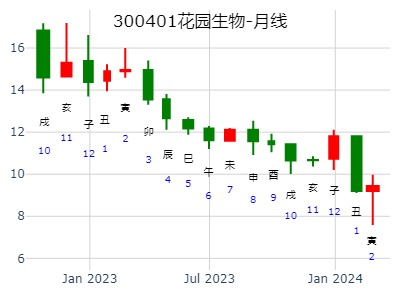 300401花园生物-月线
16
14
12
10
8
6
戌
10
亥
11
子
12
丑
1
寅
2
卯
3
辰
4
巳
5
午
6
未
7
申
8
酉
9
戌
10
亥
11
子
12
丑
1
寅
2
Jan 2023
Jul 2023
Jan 2024